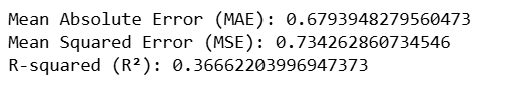 Mean Absolute Error (MAE): 0.6793948279560473
Mean Squared Error (MSE): 0.734262860734546
R-squared (R²): 0.36662203996947373